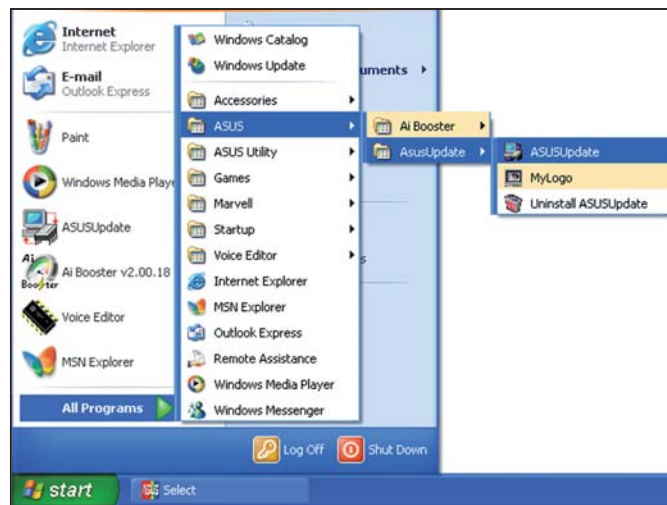 Internet
Internet Explorer
E-mail
Outlook Express
Paint
Windows Media Playe
ASUSUpdate
Ai Booster
Ai Booster v2.00.18
Voice Editor
MSN Explorer
All Programs
Windows Catalog
Windows Update
Accessories
ASUS
ASUS Utility
Games
Marvell
Startup
Voice Editor
Internet Explorer
MSN Explorer
Outlook Express
Remote Assistance
Windows Media Player
Windows Messenger
uments
s
Ai Booster
AsusUpdate
ASUSUpdate
MyLogo
Uninstall ASUSUpdate
Log Off
Shut Down
start
Select